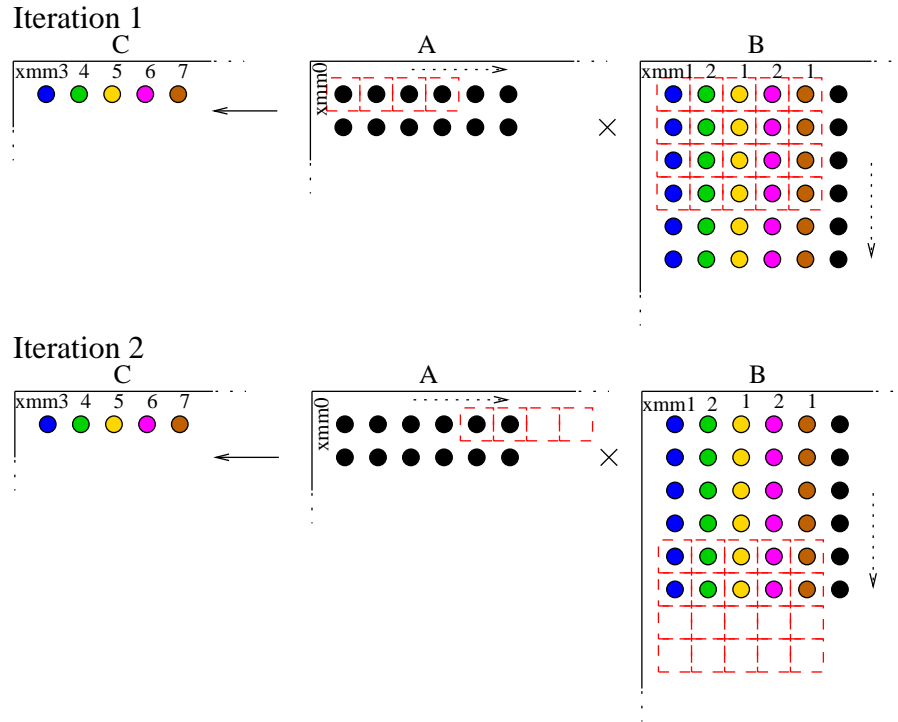 Iteration 1
C A B
xmm3 4 5 6 7
xmm0
xmm1 2 1 2 1
×
Iteration 2
C A B
xmm3 4 5 6 7
xmm0
xmm1 2 1 2 1
×